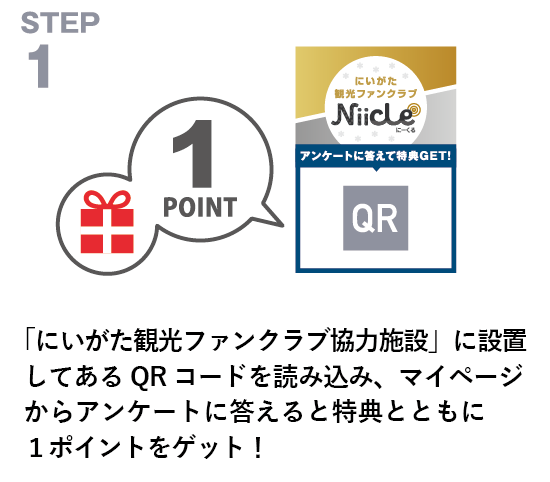 STEP
1
1
POINT
にいがた
観光ファンクラブ
Niicle
にーくる
アンケートに答えて特典GET!
QR
「にいがた観光ファンクラブ協力施設」に設置
してあるQRコードを読み込み、マイページ
からアンケートに答えると特典とともに
１ポイントをゲット！